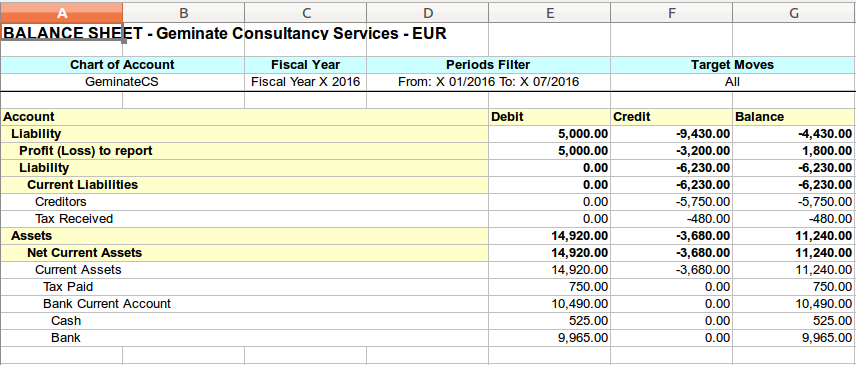 A B C D E F G
BALANCE SHEET - Geminate Consultancy Services - EUR
Chart of Account Fiscal Year Periods Filter Target Moves
GeminateCS Fiscal Year X 2016 From: X 01/2016 To: X 07/2016 All
Account Debit Credit Balance
Liability 5,000.00 -9,430.00 -4,430.00
Profit (Loss) to report 5,000.00 -3,200.00 1,800.00
Liability 0.00 -6,230.00 -6,230.00
Current Liabilities 0.00 -6,230.00 -6,230.00
Creditors 0.00 -5,750.00 -5,750.00
Tax Received 0.00 -480.00 -480.00
Assets 14,920.00 -3,680.00 11,240.00
Net Current Assets 14,920.00 -3,680.00 11,240.00
Current Assets 14,920.00 -3,680.00 11,240.00
Tax Paid 750.00 0.00 750.00
Bank Current Account 10,490.00 0.00 10,490.00
Cash 525.00 0.00 525.00
Bank 9,965.00 0.00 9,965.00